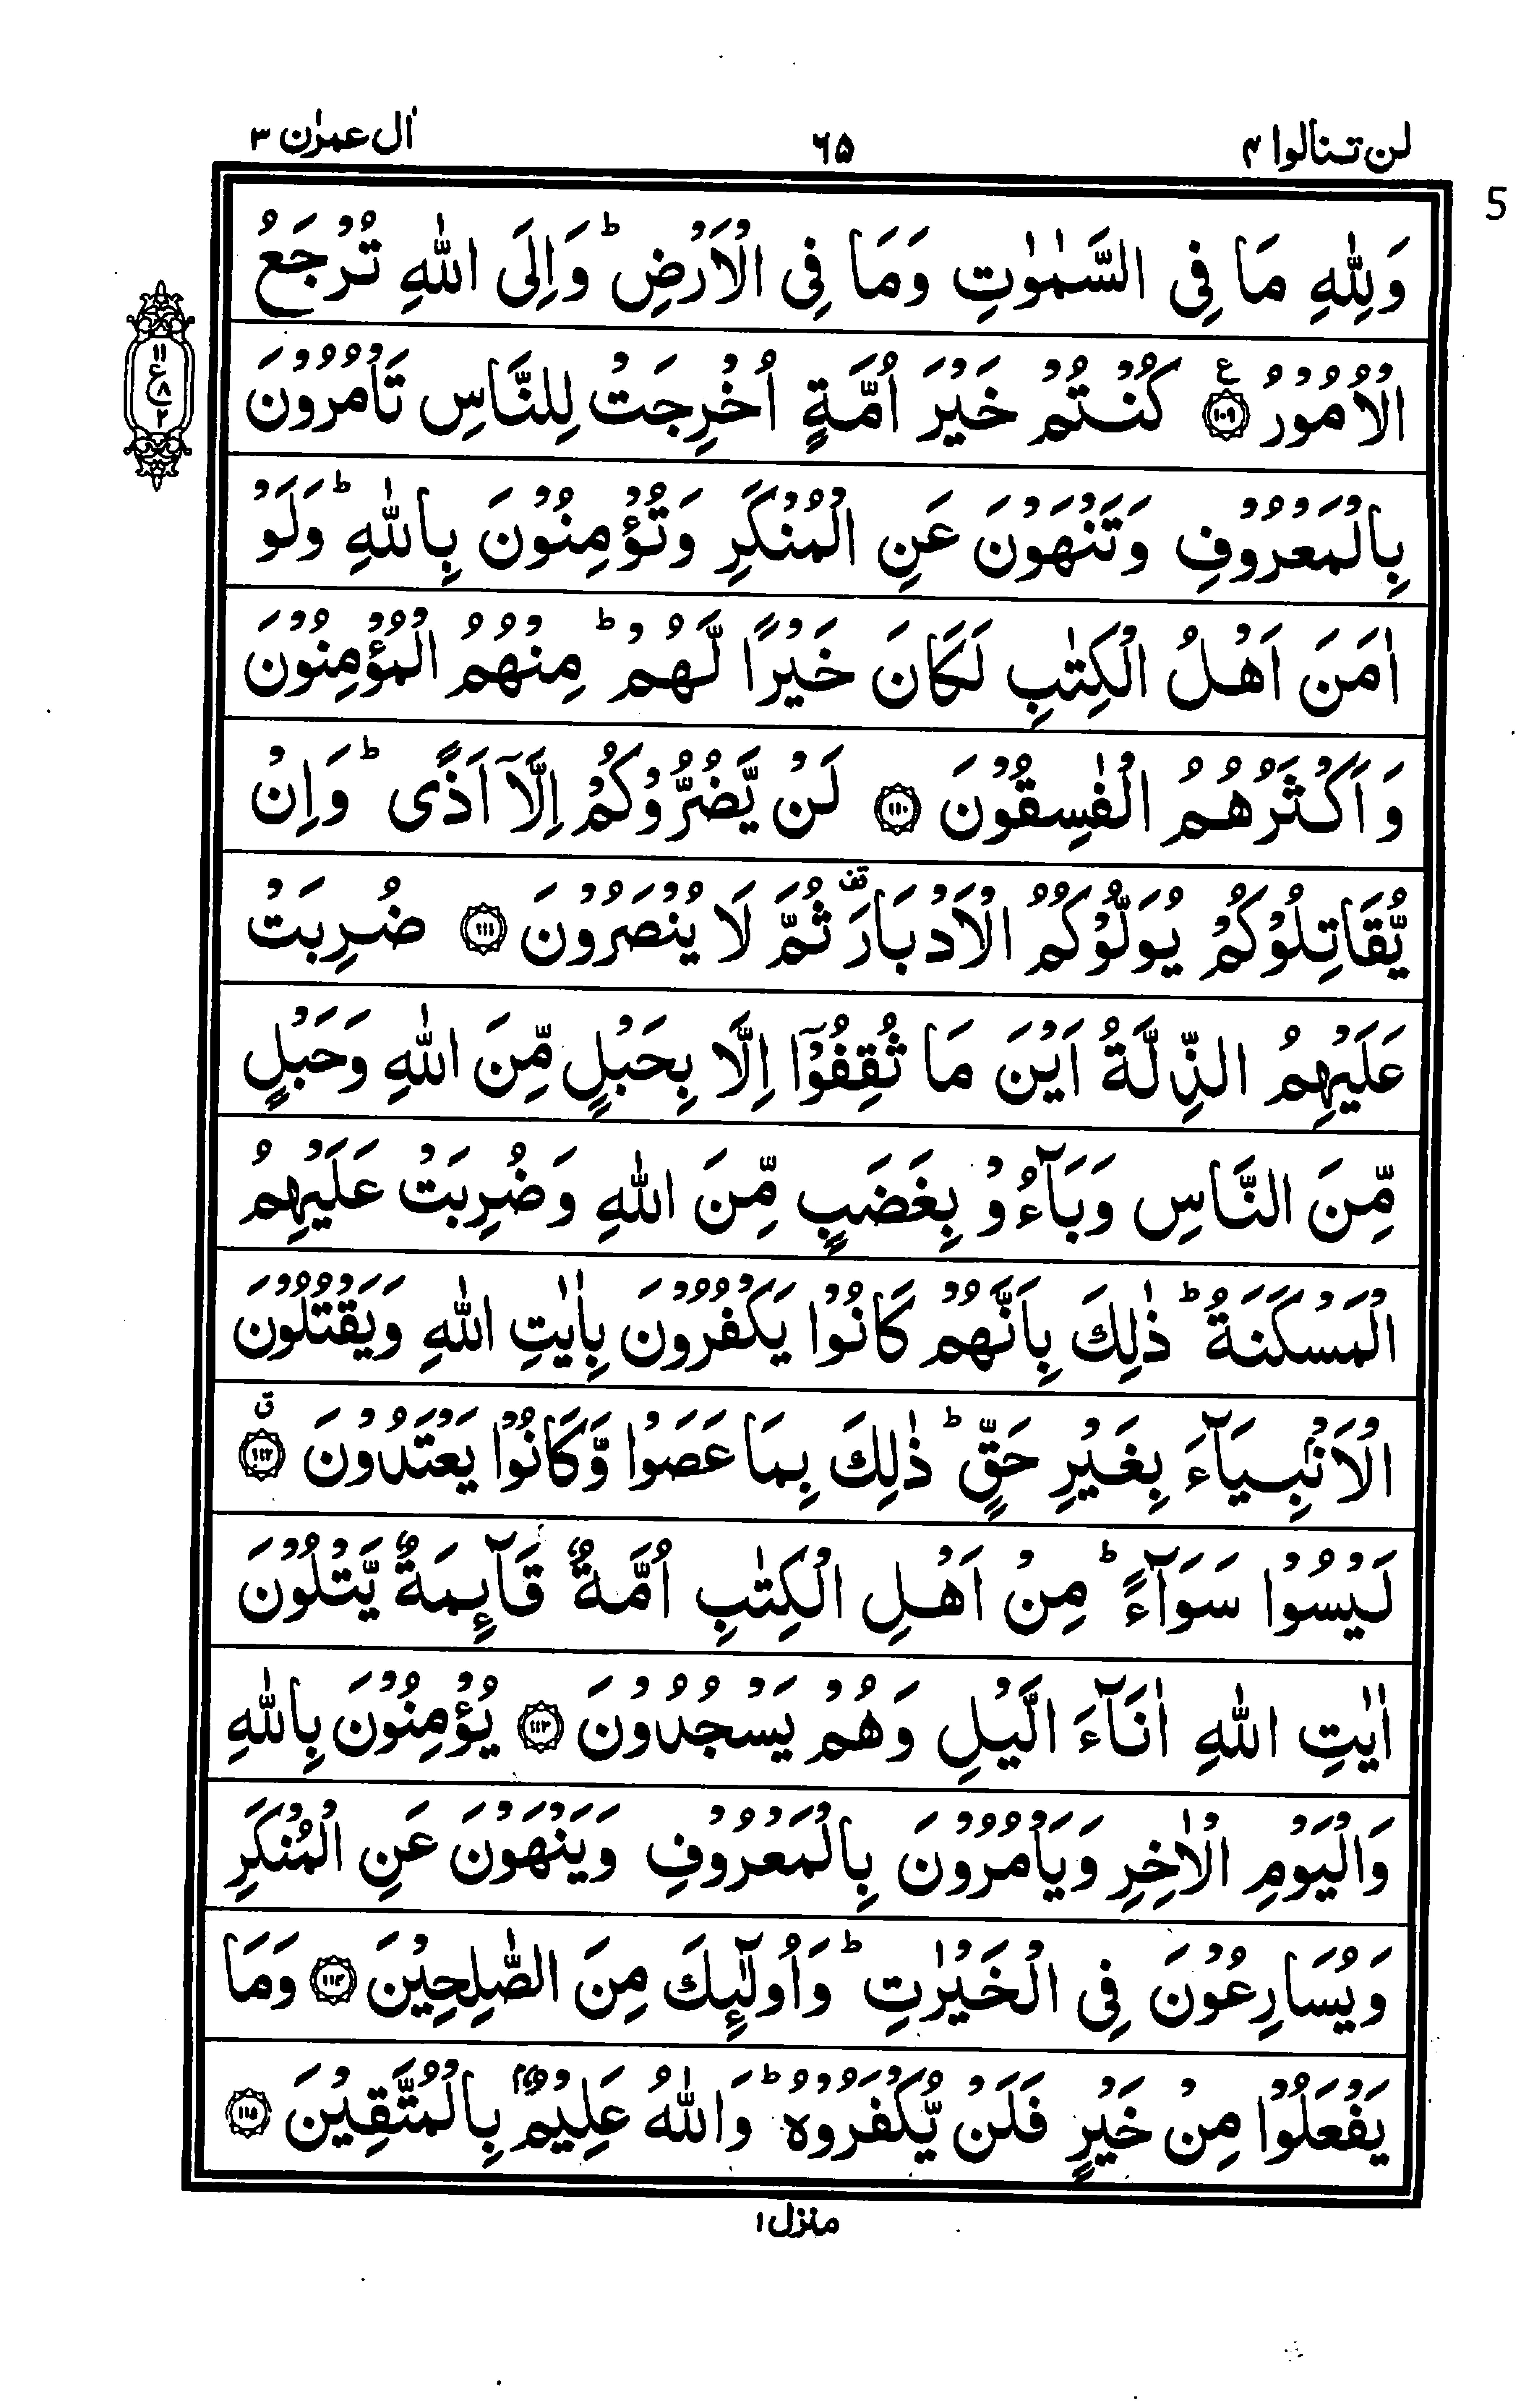 لن تنالوا ۴ ۶۵ اٰل عمرٰن ۳
5
وَلِلّٰهِ مَا فِی السَّمٰوٰتِ وَمَا فِی الْاَرْضِ ؕ وَاِلَی اللّٰهِ تُرْجَعُ
الْاُمُوْرُ ﴿۱۰۹﴾ ع كُنْتُمْ خَیْرَ اُمَّةٍ اُخْرِجَتْ لِلنَّاسِ تَاْمُرُوْنَ
بِالْمَعْرُوْفِ وَتَنْهَوْنَ عَنِ الْمُنْكَرِ وَتُؤْمِنُوْنَ بِاللّٰهِ ؕ وَلَوْ
اٰمَنَ اَهْلُ الْكِتٰبِ لَكَانَ خَیْرًا لَّهُمْ ؕ مِنْهُمُ الْمُؤْمِنُوْنَ
وَاَكْثَرُهُمُ الْفٰسِقُوْنَ ﴿۱۱۰﴾ لَنْ یَّضُرُّوْكُمْ اِلَّاۤ اَذًی ؕ وَاِنْ
یُّقَاتِلُوْكُمْ یُوَلُّوْكُمُ الْاَدْبَارَ قف ثُمَّ لَا یُنْصَرُوْنَ ﴿۱۱۱﴾ ضُرِبَتْ
عَلَیْهِمُ الذِّلَّةُ اَیْنَ مَا ثُقِفُوْۤا اِلَّا بِحَبْلٍ مِّنَ اللّٰهِ وَحَبْلٍ
مِّنَ النَّاسِ وَبَآءُوْ بِغَضَبٍ مِّنَ اللّٰهِ وَضُرِبَتْ عَلَیْهِمُ
الْمَسْكَنَةُ ؕ ذٰلِكَ بِاَنَّهُمْ كَانُوْا یَكْفُرُوْنَ بِاٰیٰتِ اللّٰهِ وَیَقْتُلُوْنَ
الْاَنْۢبِیَآءَ بِغَیْرِ حَقٍّ ؕ ذٰلِكَ بِمَا عَصَوْا وَّكَانُوْا یَعْتَدُوْنَ ﴿۱۱۲﴾ ق
لَیْسُوْا سَوَآءً ؕ مِنْ اَهْلِ الْكِتٰبِ اُمَّةٌ قَآئِمَةٌ یَّتْلُوْنَ
اٰیٰتِ اللّٰهِ اٰنَآءَ الَّیْلِ وَهُمْ یَسْجُدُوْنَ ﴿۱۱۳﴾ یُؤْمِنُوْنَ بِاللّٰهِ
وَالْیَوْمِ الْاٰخِرِ وَیَاْمُرُوْنَ بِالْمَعْرُوْفِ وَیَنْهَوْنَ عَنِ الْمُنْكَرِ
وَیُسَارِعُوْنَ فِی الْخَیْرٰتِ ؕ وَاُولٰٓئِكَ مِنَ الصّٰلِحِیْنَ ﴿۱۱۴﴾ وَمَا
یَفْعَلُوْا مِنْ خَیْرٍ فَلَنْ یُّكْفَرُوْهُ ؕ وَاللّٰهُ عَلِیْمٌۢ بِالْمُتَّقِیْنَ ﴿۱۱۵﴾
۱۱
ع ۸
۲
منزل ۱